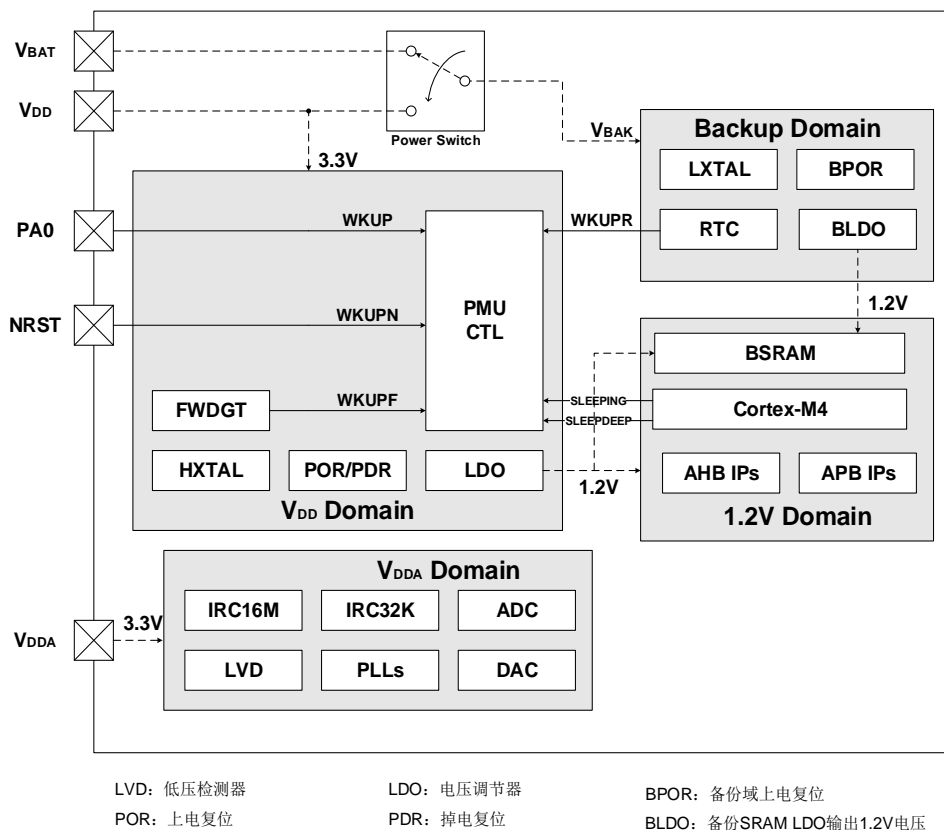 VBAT
VDD
Power Switch
3.3V
VBAK
Backup Domain
LXTAL
BPOR
RTC
BLDO
PA0
WKUP
WKUPR
NRST
WKUPN
PMU
CTL
1.2V
BSRAM
FWDGT
WKUPF
SLEEPING
SLEEPDEEP
Cortex-M4
HXTAL
POR/PDR
LDO
1.2V
AHB IPs
APB IPs
VDD Domain
1.2V Domain
VDDA Domain
IRC16M
IRC32K
ADC
VDDA
3.3V
LVD
PLLs
DAC
LVD：低压检测器
LDO：电压调节器
BPOR：备份域上电复位
POR：上电复位
PDR：掉电复位
BLDO：备份SRAM LDO输出1.2V电压